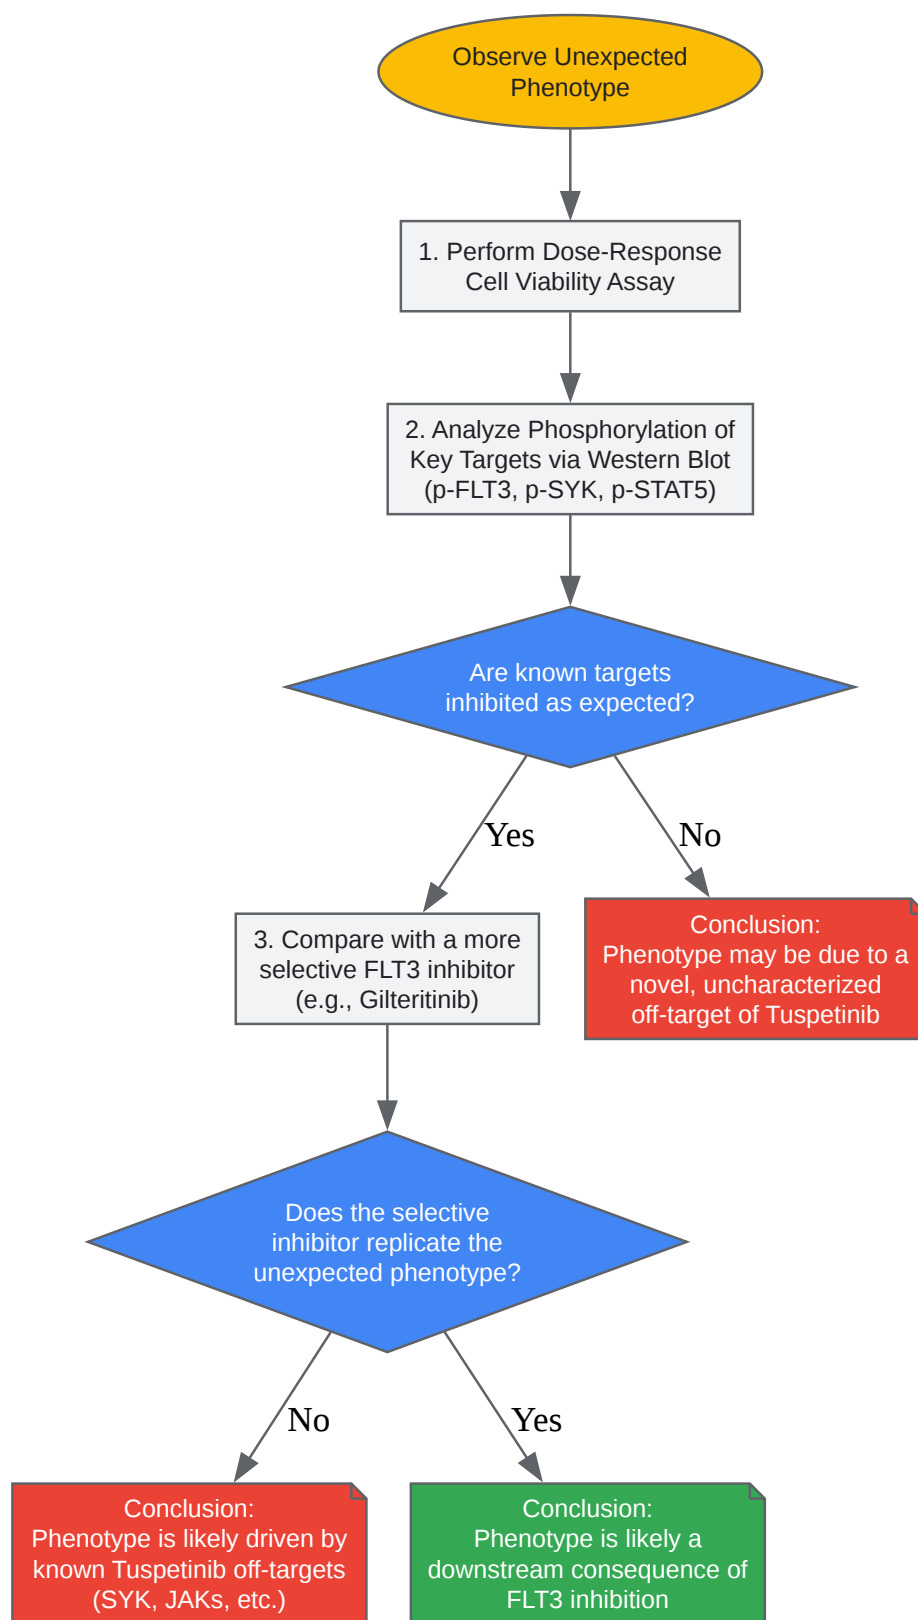 Observe Unexpected
Phenotype
1. Perform Dose-Response
Cell Viability Assay
2. Analyze Phosphorylation of
Key Targets via Western Blot
(p-FLT3, p-SYK, p-STAT5)
Are known targets
inhibited as expected?
Yes
No
3. Compare with a more
selective FLT3 inhibitor
(e.g., Gilteritinib)
Conclusion:
Phenotype may be due to a
novel, uncharacterized
off-target of Tuspetinib
Does the selective
inhibitor replicate the
unexpected phenotype?
No
Yes
Conclusion:
Phenotype is likely driven by
known Tuspetinib off-targets
(SYK, JAKs, etc.)
Conclusion:
Phenotype is likely a
downstream consequence of
FLT3 inhibition